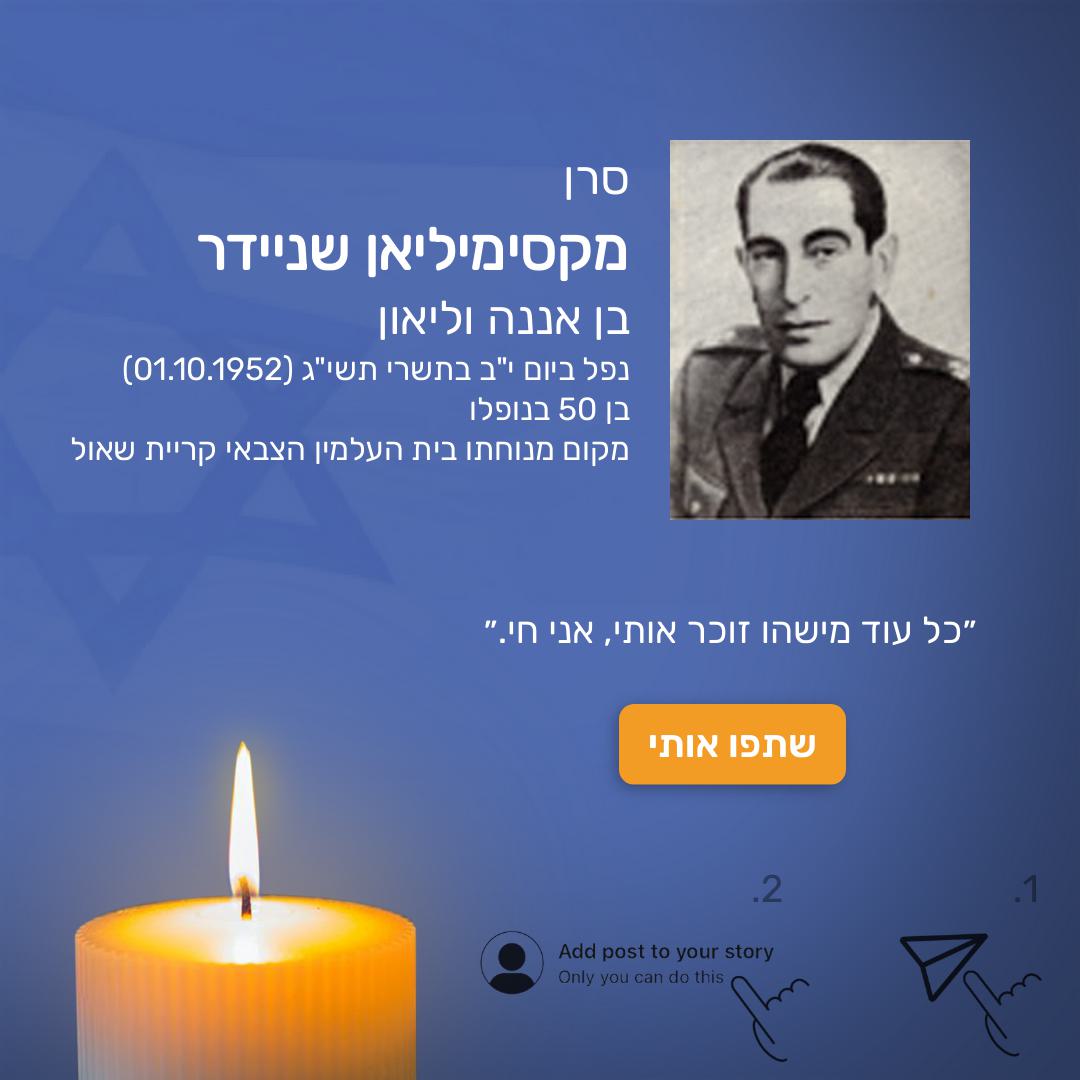 סרן
מקסימיליאן שניידר
בן אננה וליאון
נפל ביום י"ב בתשרי תשי"ג (01.10.1952)
בן 50 בנופלו
מקום מנוחתו בית העלמין הצבאי קריית שאול
״כל עוד מישהו זוכר אותי, אני חי.״
שתפו אותי
.1
.2
Add post to your story
Only you can do this